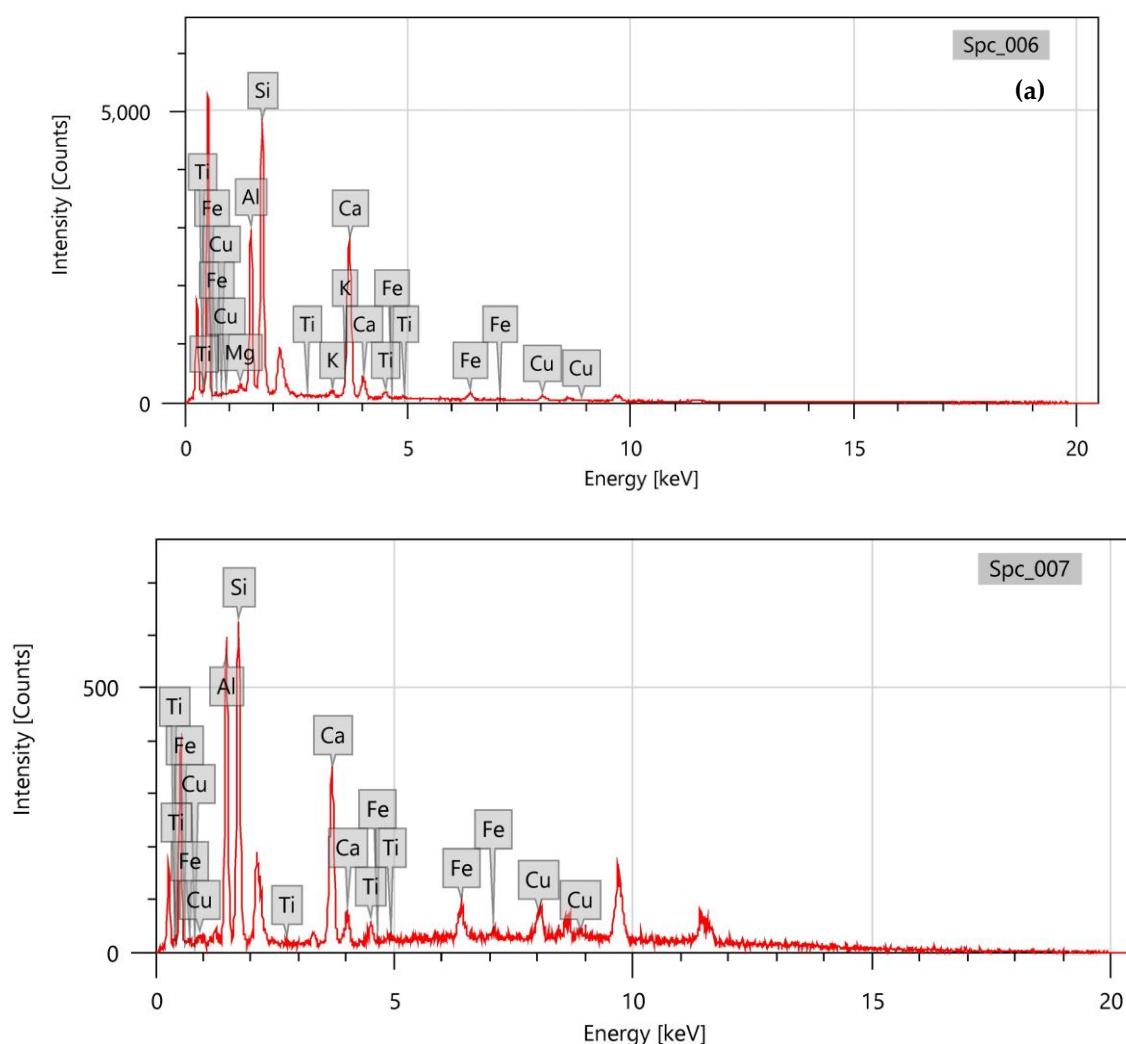 Spc_006
(a)
Si
5,000
Ti
Al
Fe
Ca
Cu
Fe
K
Fe
Cu
Ti
Ca
Ti
Fe
Ti
Mg
K
Ti
Fe
Cu
Cu
0
0
5
10
15
20
Energy [keV]
Intensity [Counts]
Spc_007
Si
500
Al
Ti
Fe
Ca
Cu
Fe
Ti
Fe
Ca
Ti
Fe
Fe
Ti
Cu
Cu
Ti
Cu
0
0
5
10
15
20
Energy [keV]
Intensity [Counts]